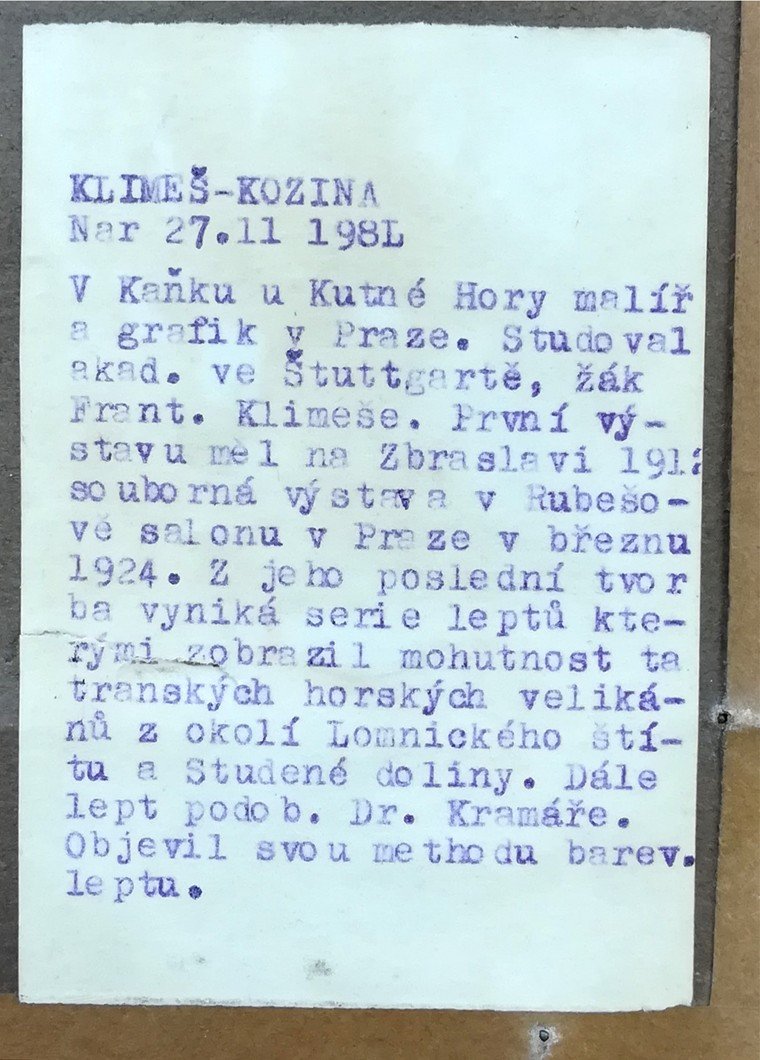 KLIMEŠ-KOZINA
Nar 27.11 198L
V Kaňku u Kutné Hory malíř
a grafik v Praze. Studoval
akad. ve Štuttgartě, žák
Frant. Klimeše. První vý-
stavu měl na Zbraslavi
souborná výstava v Rubešo-
vě salonu v Praze v březnu
1924. Z jeho poslední tvor
ba vyniká serie leptů kte-
rými zobrazil mohutnost ta
tranských horských veliká-
nů z okolí Lomnického ští-
tu a Studené doliny. Dále
lept podob. Dr. Kramáře.
Objevil svou methodu barev.
leptu.